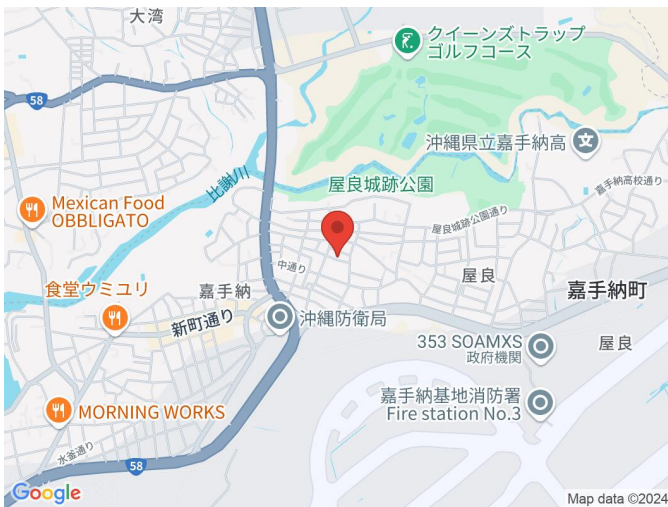 大湾
クイーンズトラップ
ゴルフコース
58
沖縄県立嘉手納高
文
比謝川
屋良城跡公園
嘉手納高校通り
Mexican Food
OBBLIGATO
屋良城跡公園通り
中通り
屋良
嘉手納
嘉手納町
食堂ウミユリ
新町通り
沖縄防衛局
353 SOAMXS
政府機関
屋良
嘉手納基地消防署
Fire station No.3
MORNING WORKS
水釜通り
58
Google
Map data ©2024